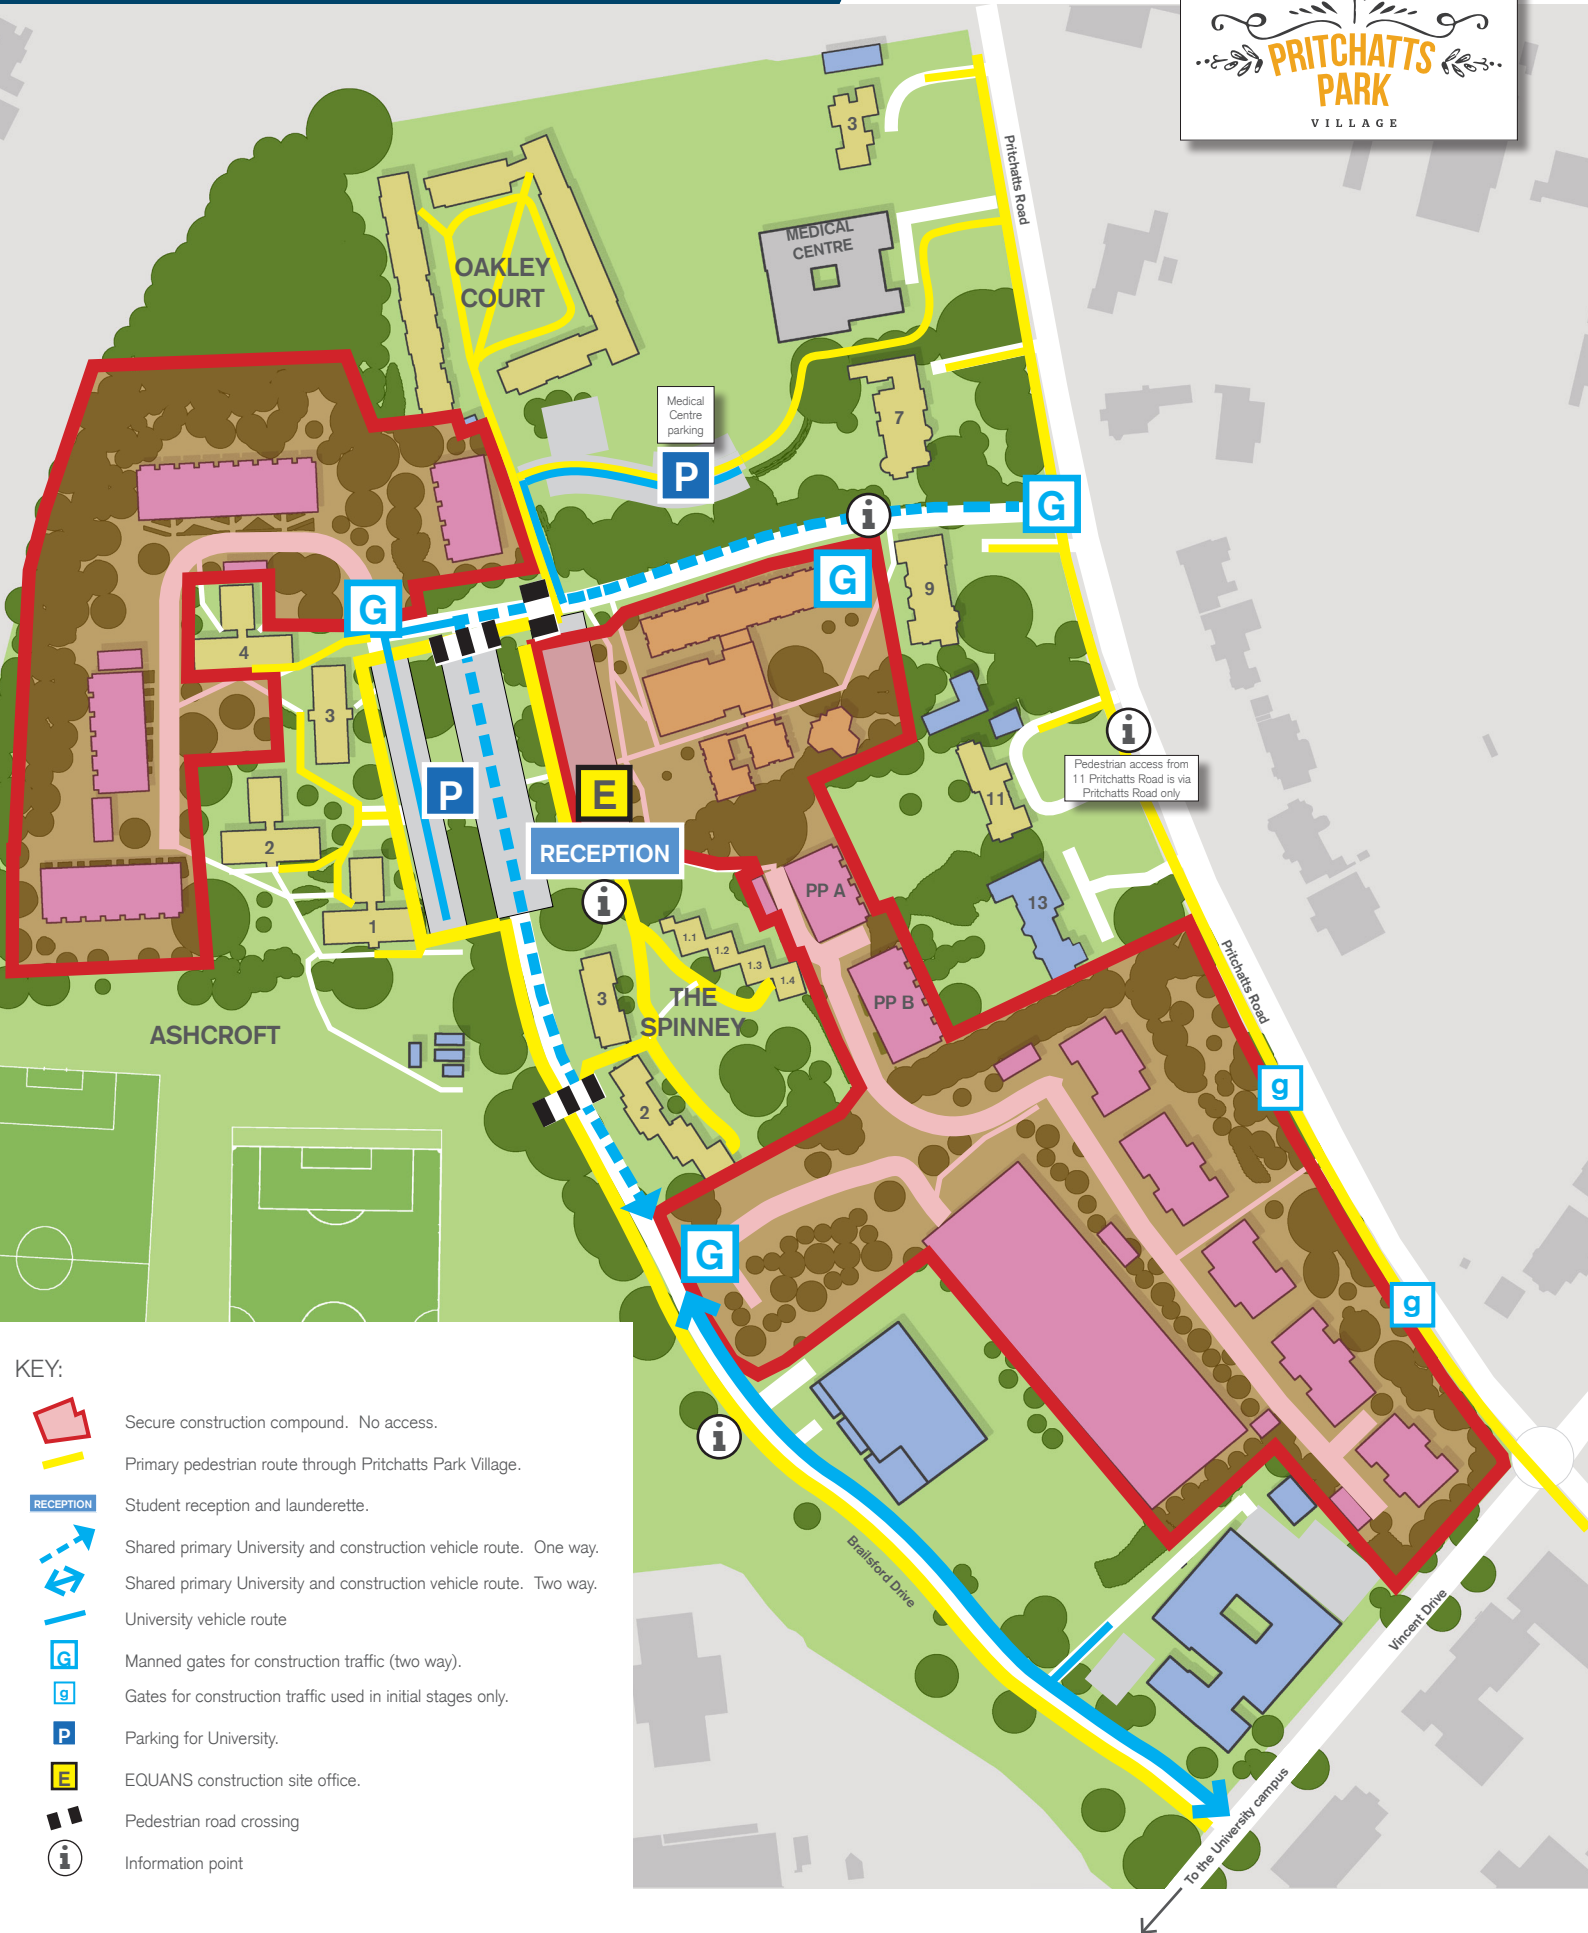 PRITCHATTS
PARK
VILLAGE
3
Pritchatts Road
MEDICAL
CENTRE
OAKLEY
COURT
Medical
Centre
parking
P
7
G
i
G
9
G
4
3
P
E
RECEPTION
i
i
Pedestrian access from
11 Pritchatts Road is via
Pritchatts Road only
11
2
1
PP A
13
1.1
1.2
1.3
1.4
3
THE
SPINNEY
PP B
Pritchatts Road
ASHCROFT
2
g
G
g
i
Brailsford Drive
Vincent Drive
To the University campus
KEY:
Secure construction compound. No access.
Primary pedestrian route through Pritchatts Park Village.
RECEPTION Student reception and launderette.
Shared primary University and construction vehicle route. One way.
Shared primary University and construction vehicle route. Two way.
University vehicle route
G Manned gates for construction traffic (two way).
g Gates for construction traffic used in initial stages only.
P Parking for University.
E EQUANS construction site office.
Pedestrian road crossing
i Information point